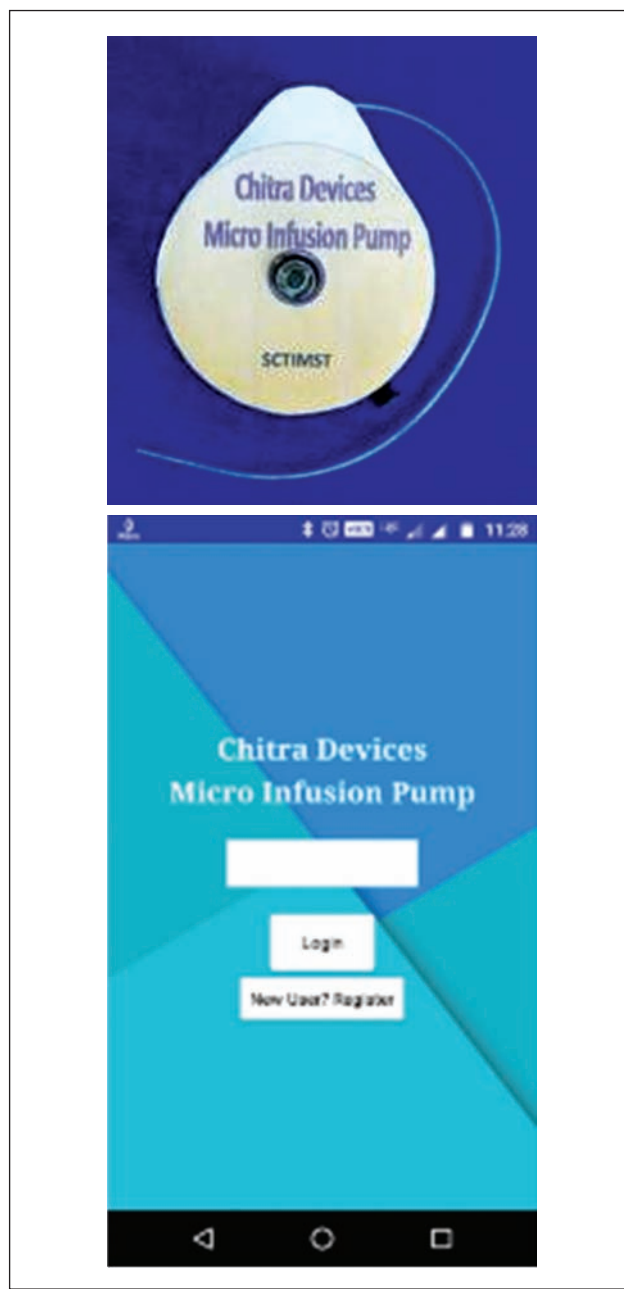 Chitra Devices
Micro Infusion Pump
SCTIMST
11:28
Chitra Devices
Micro Infusion Pump
Login
New User? Register